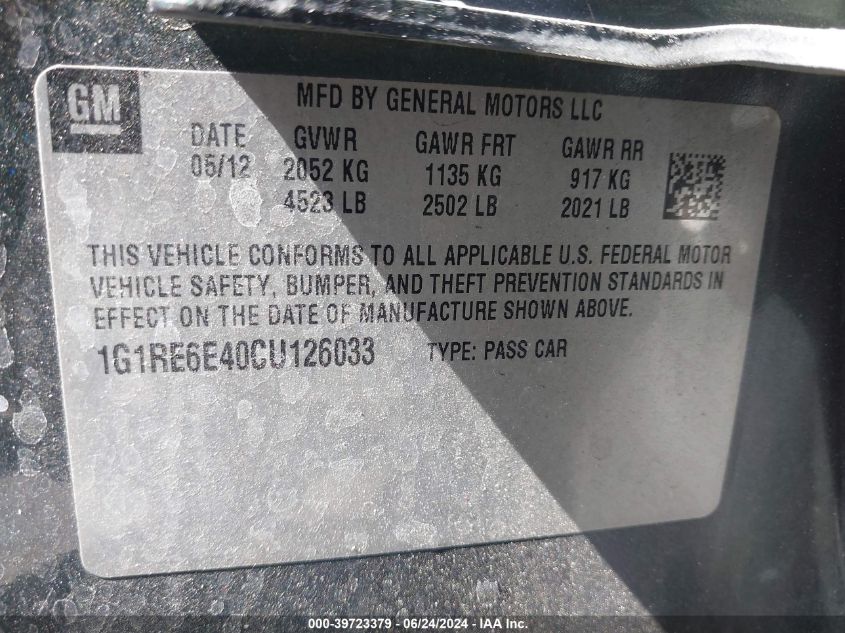 GM
MFD BY GENERAL MOTORS LLC
DATE GVWR GAWR FRT GAWR RR
05/12 2052 KG 1135 KG 917 KG
4523 LB 2502 LB 2021 LB
THIS VEHICLE CONFORMS TO ALL APPLICABLE U.S. FEDERAL MOTOR
VEHICLE SAFETY, BUMPER, AND THEFT PREVENTION STANDARDS IN
EFFECT ON THE DATE OF MANUFACTURE SHOWN ABOVE.
1G1RE6E40CU126033 TYPE: PASS CAR
000-39723379 - 06/24/2024 - IAA, Inc.